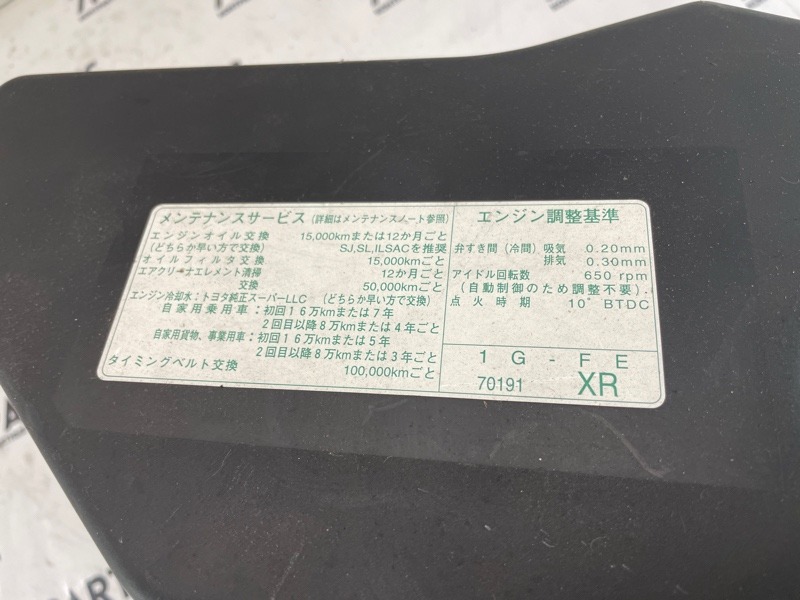 メンテナンスサービス (詳細はメンテナンスノート参照)
エンジンオイル交換 15,000kmまたは12か月ごと
(どちらか早い方で交換) SJ,SL,ILSACを推奨
オイルフィルタ交換 15,000kmごと
エアクリーナエレメント清掃 12か月ごと
交換 50,000kmごと
エンジン冷却水:トヨタ純正スーパーLLC (どちらか早い方で交換)
自家用乗用車:初回16万kmまたは7年
2回目以降8万kmまたは4年ごと
自家用貨物、事業用車:初回16万kmまたは5年
2回目以降8万kmまたは3年ごと
タイミングベルト交換 100,000kmごと
エンジン調整基準
弁すき間(冷間)吸気 0.20mm
排気 0.30mm
アイドル回転数 650 rpm
(自動制御のため調整不要)
点火時期 10° BTDC
1G-FE
70191 XR